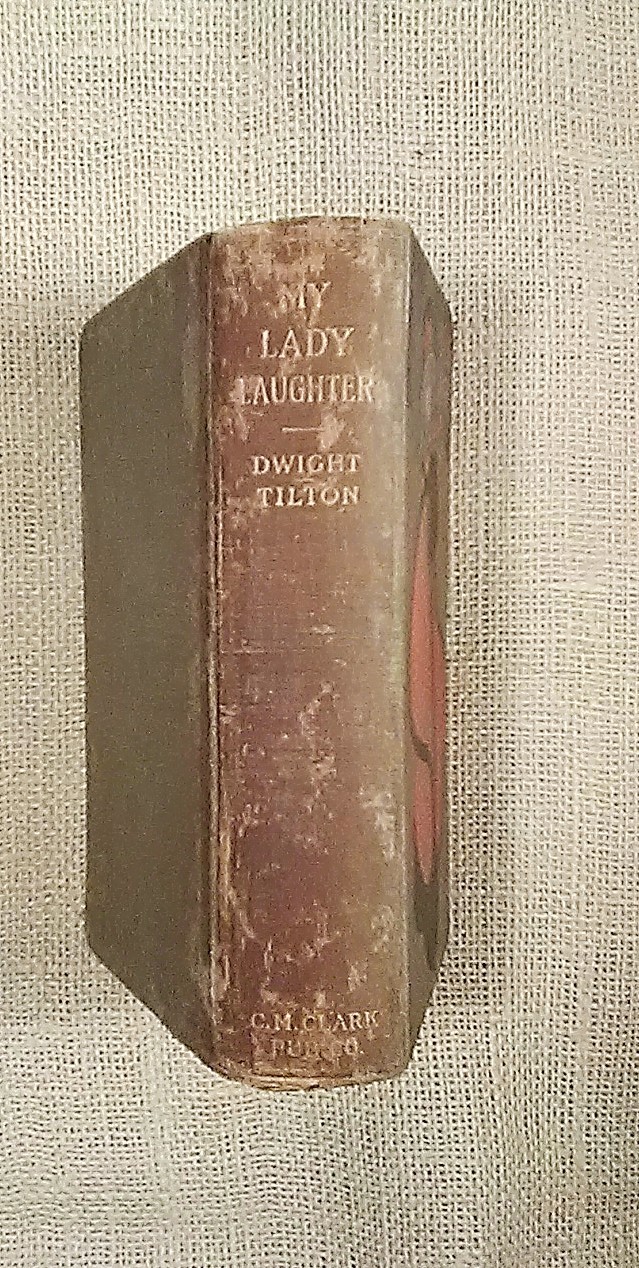 MY
LADY
LAUGHTER
DWIGHT
TILTON
C.M.CLARK
PUB.CO.